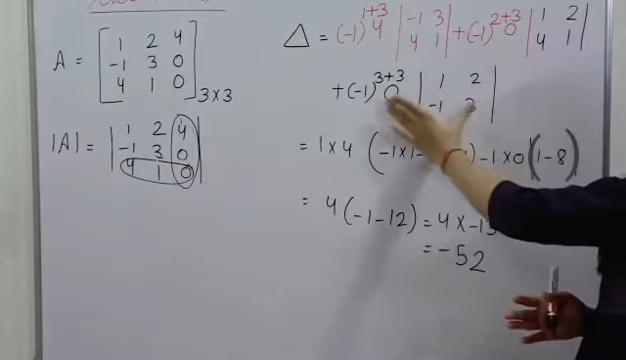 A = [ 1 2 4
-1 3 0
4 1 0 ] 3×3
|A| = | 1 2 4
-1 3 0
4 1 0 |
Δ = (-1)^{1+3} 4 | -1 3 | + (-1)^{2+3} 0 | 1 2 |
4 1 4 1
+ (-1)^{3+3} 0 | 1 2 |
-1
= 1 × 4 (-1×1- ) -1 × 0 (1-8)
= 4 (-1-12) = 4 × -13
= -52